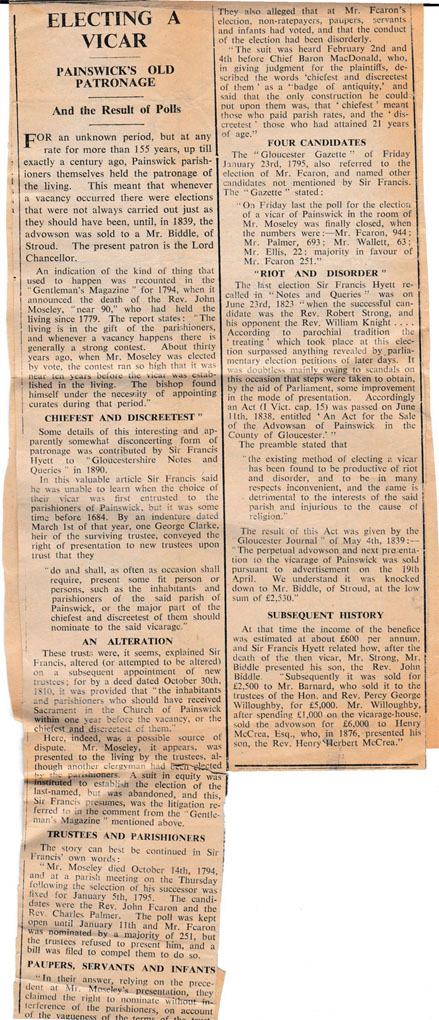 ELECTING A
VICAR
PAINSWICK'S OLD
PATRONAGE
And the Result of Polls
FOR an unknown period, but at any
rate for more than 155 years, up till
exactly a century ago, Painswick parish-
ioners themselves held the patronage of
the living. This meant that whenever
a vacancy occurred there were elections
that were not always carried out just as
they should have been, until, in 1839, the
advowson was sold to a Mr. Biddle, of
Stroud. The present patron is the Lord
Chancellor.
An indication of the kind of thing that
used to happen was recounted in the
"Gentleman's Magazine" for 1794, when it
announced the death of the Rev. John
Moseley, "near 90," who had held the
living since 1779. The report states: "The
living is in the gift of the parishioners,
and whenever a vacancy happens there is
generally a strong contest. About thirty
years ago, when Mr. Moseley was elected
by vote, the contest ran so high that it was
near ten years before the vicar was estab-
lished in the living. The bishop found
himself under the necessity of appointing
curates during that period."
CHIEFEST AND DISCREETEST"
Some details of this interesting and ap-
parently somewhat disconcerting form of
patronage was contributed by Sir Francis
Hyett to "Gloucestershire Notes and
Queries" in 1890.
In this valuable article Sir Francis said
he was unable to learn when the choice of
their vicar was first entrusted to the
parishioners of Painswick, but it was some
time before 1684. By an indenture dated
March 1st of that year, one George Clarke,
heir of the surviving trustee, conveyed the
right of presentation to new trustees upon
trust that they
"do and shall, as often as occasion shall
require, present some fit person or
persons, such as the inhabitants and
parishioners of the said parish of
Painswick, or the major part of the
chiefest and discreetest of them should
nominate to the said vicarage."
AN ALTERATION
These trusts were, it seems, explained Sir
Francis, altered (or attempted to be altered)
on a subsequent appointment of new
trustees; for by a deed dated October 30th,
1810, it was provided that "the inhabitants
and parishioners who should have received
Sacrament in the Church of Painswick
within one year before the vacancy, or the
chiefest and discreetest of them."
Here, indeed, was a possible source of
dispute. Mr. Moseley, it appears, was
presented to the living by the trustees, al-
though another clergyman had been elected
by the parishioners. A suit in equity was
instituted to establish the election of the
last-named, but was abandoned, and this,
Sir Francis presumes, was the litigation re-
ferred to in the comment from the "Gentle-
man's Magazine" mentioned above.
TRUSTEES AND PARISHIONERS
The story can best be continued in Sir
Francis' own words:
"Mr. Moseley died October 14th, 1794,
and at a parish meeting on the Thursday
following the selection of his successor was
fixed for January 5th, 1795. The candi-
dates were the Rev. John Fcaron and the
Rev. Charles Palmer. The poll was kept
open until January 11th and Mr. Fcaron
was nominated by a majority of 251, but
the trustees refused to present him, and a
bill was filed to compel them to do so.
PAUPERS, SERVANTS AND INFANTS
"In their answer, relying on the prece-
dent at Mr. Moseley's presentation, they
claimed the right to nominate without in-
terference of the parishioners, on account
of the vagueness of the terms of the trust
They also alleged that at Mr. Fcaron's
election, non-ratepayers, paupers, servants
and infants had voted, and that the conduct
of the election had been disorderly.
"The suit was heard February 2nd and
4th before Chief Baron MacDonald, who,
in giving judgment for the plaintiffs, de-
scribed the words 'chiefest and discreetest
of them' as a "badge of antiquity,' and
said that the only construction he could
put upon them was, that 'chiefest' meant
those who paid parish rates, and the 'dis-
creetest' those who had attained 21 years
of age."
FOUR CANDIDATES
The "Gloucester Gazette" of Friday
January 23rd, 1795, also referred to the
election of Mr. Fcaron, and named other
candidates not mentioned by Sir Francis.
The "Gazette" stated:
"On Friday last the poll for the election
of a vicar of Painswick in the room of
Mr. Moseley was finally closed, when
the numbers were:—Mr. Fcaron, 944;
Mr. Palmer, 693; Mr. Wallett, 63;
Mr. Ellis, 22; majority in favour of
Mr. Fcaron 251."
"RIOT AND DISORDER"
The last election Sir Francis Hyett re-
called in "Notes and Queries" was on
June 23rd, 1823 "when the successful can-
didate was the Rev. Robert Strong, and
his opponent the Rev. William Knight....
According to parochial tradition the
'treating' which took place at this elec-
tion surpassed anything revealed by parlia-
mentary election petitions of later days. It
was doubtless mainly owing to scandals on
this occasion that steps were taken to obtain,
by the aid of Parliament, some improvement
in the mode of presentation. Accordingly
an Act (1 Vict. cap. 15) was passed on June
11th, 1838, entitled 'An Act for the Sale
of the Advowsan of Painswick in the
County of Gloucester.'"
The preamble stated that
"the existing method of electing a vicar
has been found to be productive of riot
and disorder, and to be in many
respects inconvenient, and the came is
detrimental to the interests of the said
parish and injurious to the cause of
religion."
The result of this Act was given by the
"Gloucester Journal" of May 4th, 1839:—
"The perpetual advowson and next presentation
to the vicarage of Painswick was sold
pursuant to advertisement on the 19th
April. We understand it was knocked
down to Mr. Biddle, of Stroud, at the low
sum of £2,530."
SUBSEQUENT HISTORY
At that time the income of the benefice
was estimated at about £600 per annum,
and Sir Francis Hyett related how, after the
death of the then vicar, Mr. Strong, Mr.
Biddle presented his son, the Rev. John
Biddle. "Subsequently it was sold for
£2,500 to Mr. Barnard, who sold it to the
trustees of the Hon. and Rev. Percy George
Willoughby, for £5,000. Mr. Willoughby,
after spending £1,000 on the vicarage-house,
sold the advowson for £6,000 to Henry
McCrea, Esq., who, in 1876, presented his
son, the Rev. Henry Herbert McCrea."